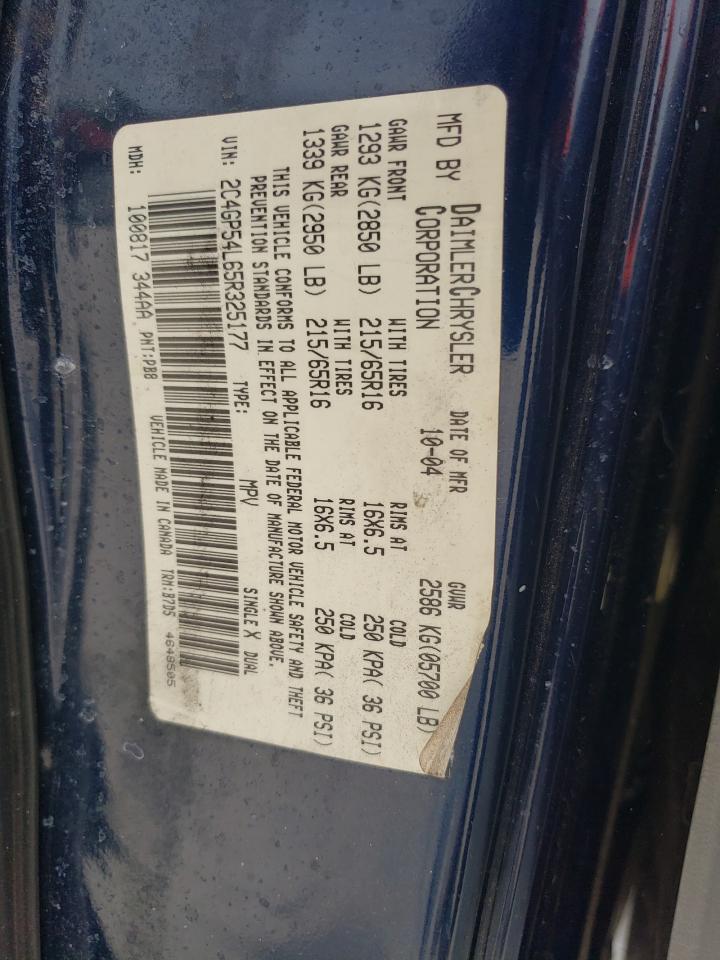 MFD BY DAIMLERCHRYSLER CORPORATION DATE OF MFR 10-04 GVWR 2586 KG(05700 LB)
GAWR FRONT WITH TIRES RIMS AT COLD
1293 KG(2850 LB) 215/65R16 16X6.5 250 KPA( 36 PSI)
GAWR REAR WITH TIRES RIMS AT COLD
1339 KG(2950 LB) 215/65R16 16X6.5 250 KPA( 36 PSI)
THIS VEHICLE CONFORMS TO ALL APPLICABLE FEDERAL MOTOR VEHICLE SAFETY AND THEFT
PREVENTION STANDARDS IN EFFECT ON THE DATE OF MANUFACTURE SHOWN ABOVE.
VIN: 2C4GP54L65R325177 TYPE: MPV SINGLE X DUAL
MDH: 100817 344AA PNT:PB8 VEHICLE MADE IN CANADA TRM:B7D5 4648505